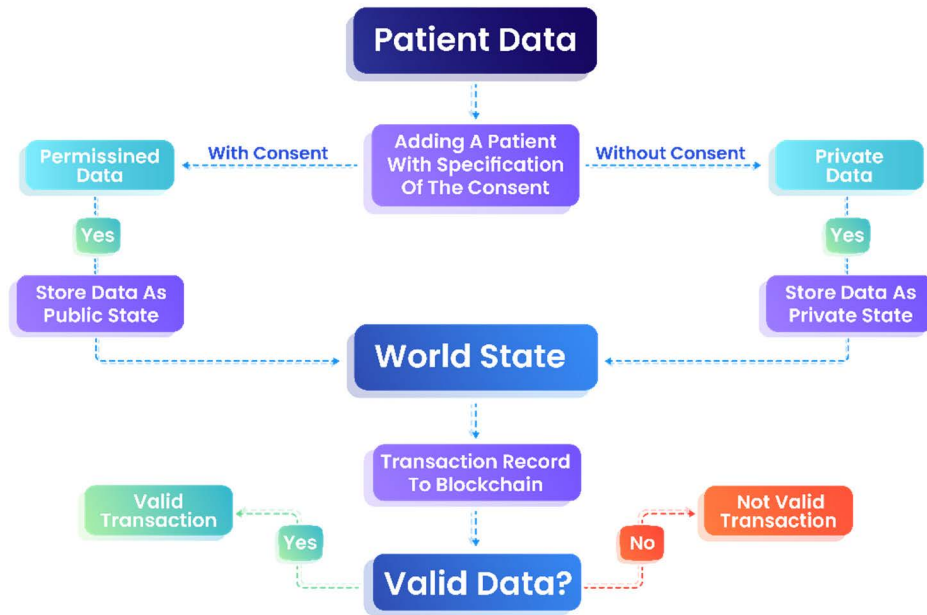 Patient Data
Adding A Patient
With Specification
Of The Consent
With Consent
Without Consent
Permissined
Data
Private
Data
Yes
Yes
Store Data As
Public State
Store Data As
Private State
World State
Transaction Record
To Blockchain
Valid
Transaction
Not Valid
Transaction
Yes
No
Valid Data?